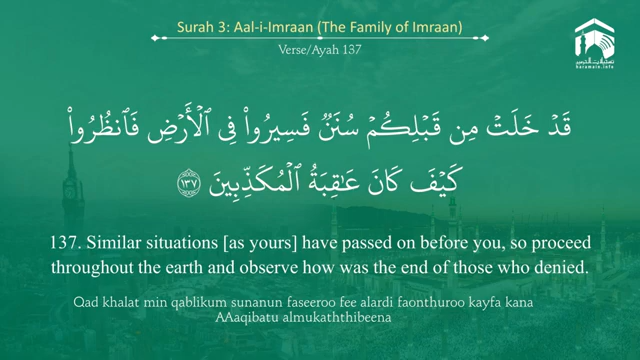 Surah 3: Aal-i-Imraan (The Family of Imraan)
Verse/Ayah 137
haramain.info
قَدْ خَلَتْ مِن قَبْلِكُمْ سُنَنٌ فَسِيرُوا۟ فِى ٱلْأَرْضِ فَٱنظُرُوا۟
كَيْفَ كَانَ عَـٰقِبَةُ ٱلْمُكَذِّبِينَ ١٣٧
137. Similar situations [as yours] have passed on before you, so proceed
throughout the earth and observe how was the end of those who denied.
Qad khalat min qablikum sunanun faseeroo fee alardi faonthuroo kayfa kana
AAaqibatu almukaththibeena